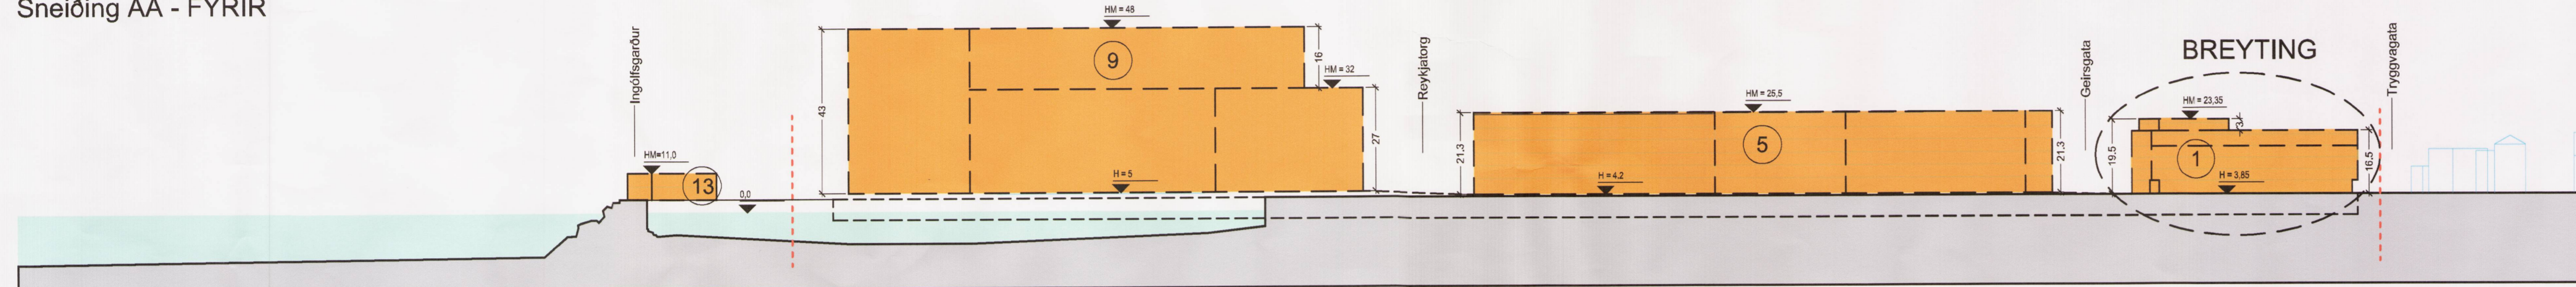 Sneiðing AA - FYRIR
Ingólfsgarður
HM=11,0
13
0,0
43
HM = 48
9
16
HM = 32
27
H = 5
Reykjatorg
21,3
HM = 25,5
5
H = 4.2
21,3
Geirsgata
BREYTING
Tryggvagata
HM = 23,35
3
19,5
1
16,5
H = 3,85